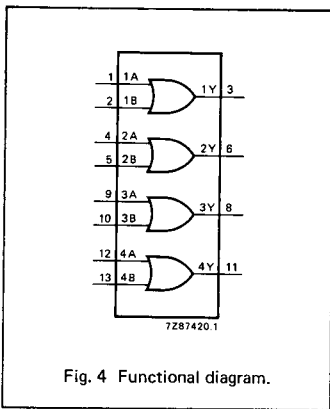 1 1A
2 1B
1Y 3
4 2A
5 2B
2Y 6
9 3A
10 3B
3Y 8
12 4A
13 4B
4Y 11
7Z87420.1
Fig. 4 Functional diagram.